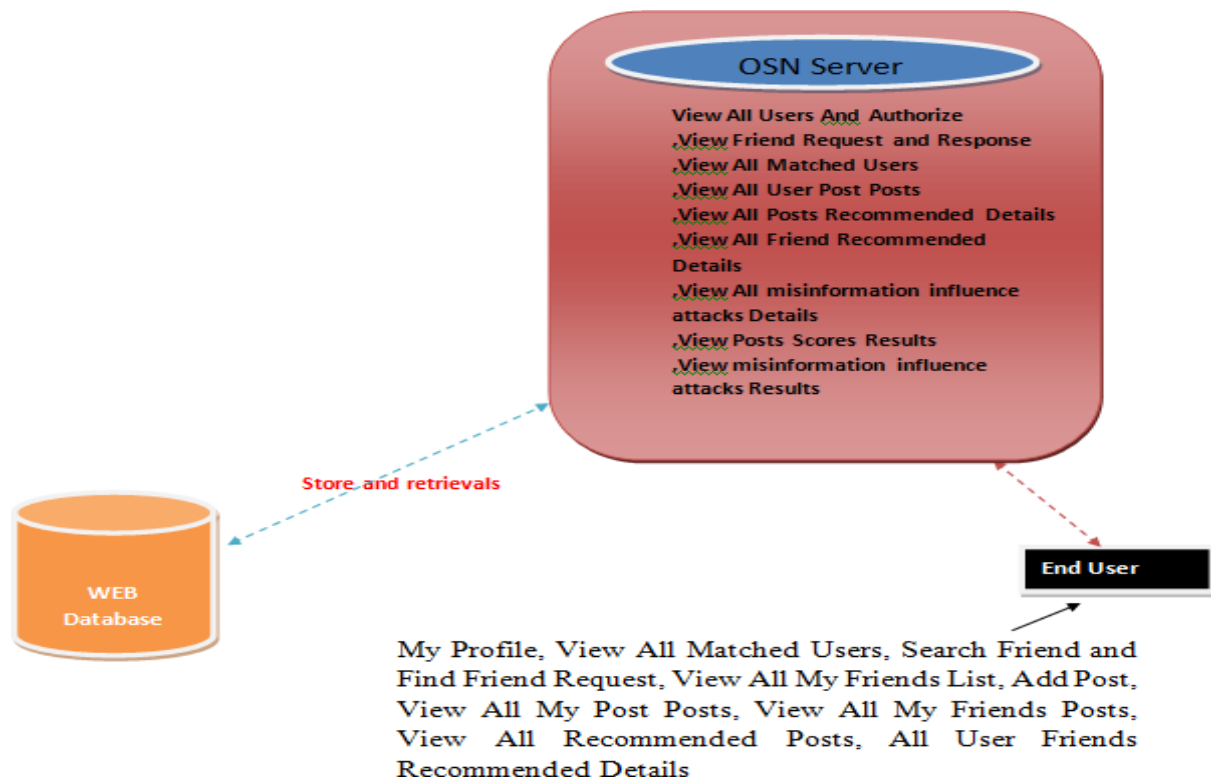 OSN Server
View All Users And Authorize
,View Friend Request and Response
,View All Matched Users
,View All User Post Posts
,View All Posts Recommended Details
,View All Friend Recommended
Details
,View All misinformation influence
attacks Details
,View Posts Scores Results
,View misinformation influence
attacks Results
Store and retrievals
WEB
Database
End User
My Profile, View All Matched Users, Search Friend and
Find Friend Request, View All My Friends List, Add Post,
View All My Post Posts, View All My Friends Posts,
View All Recommended Posts, All User Friends
Recommended Details